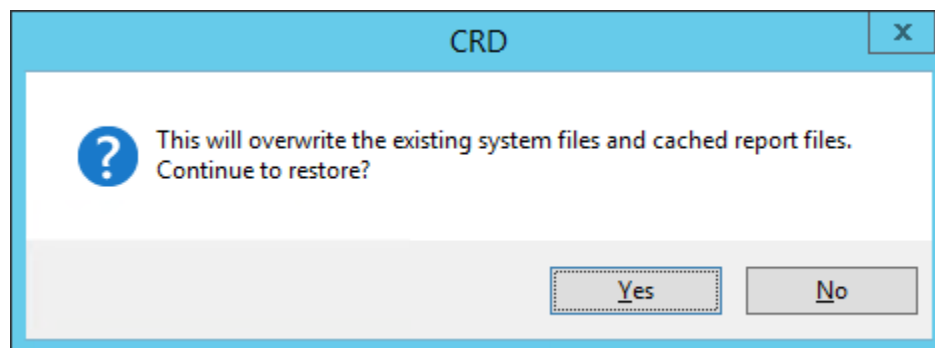 CRD
x
This will overwrite the existing system files and cached report files.
Continue to restore?
Yes
No